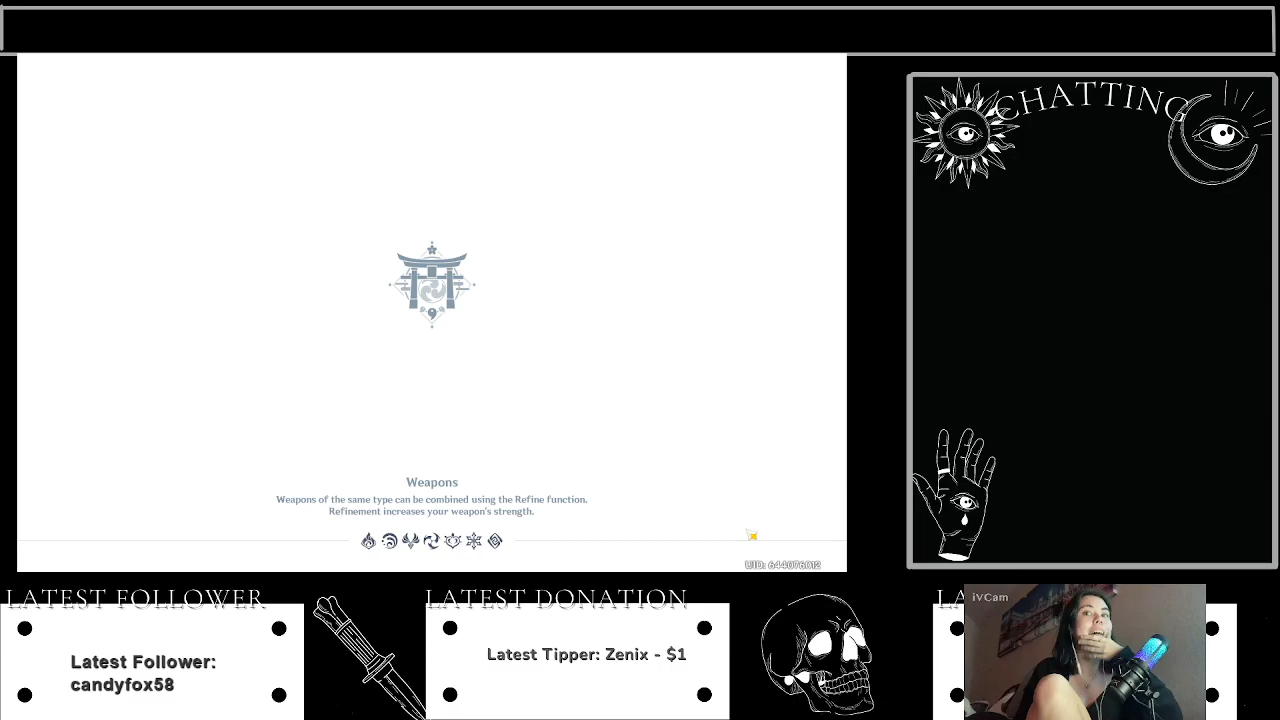 CHATTING
Weapons
Weapons of the same type can be combined using the Refine function.
Refinement increases your weapon's strength.
UID: 644076012
LATEST FOLLOWER
LATEST DONATION
LA
iVCam
Latest Follower:
candyfox58
Latest Tipper: Zenix - $1